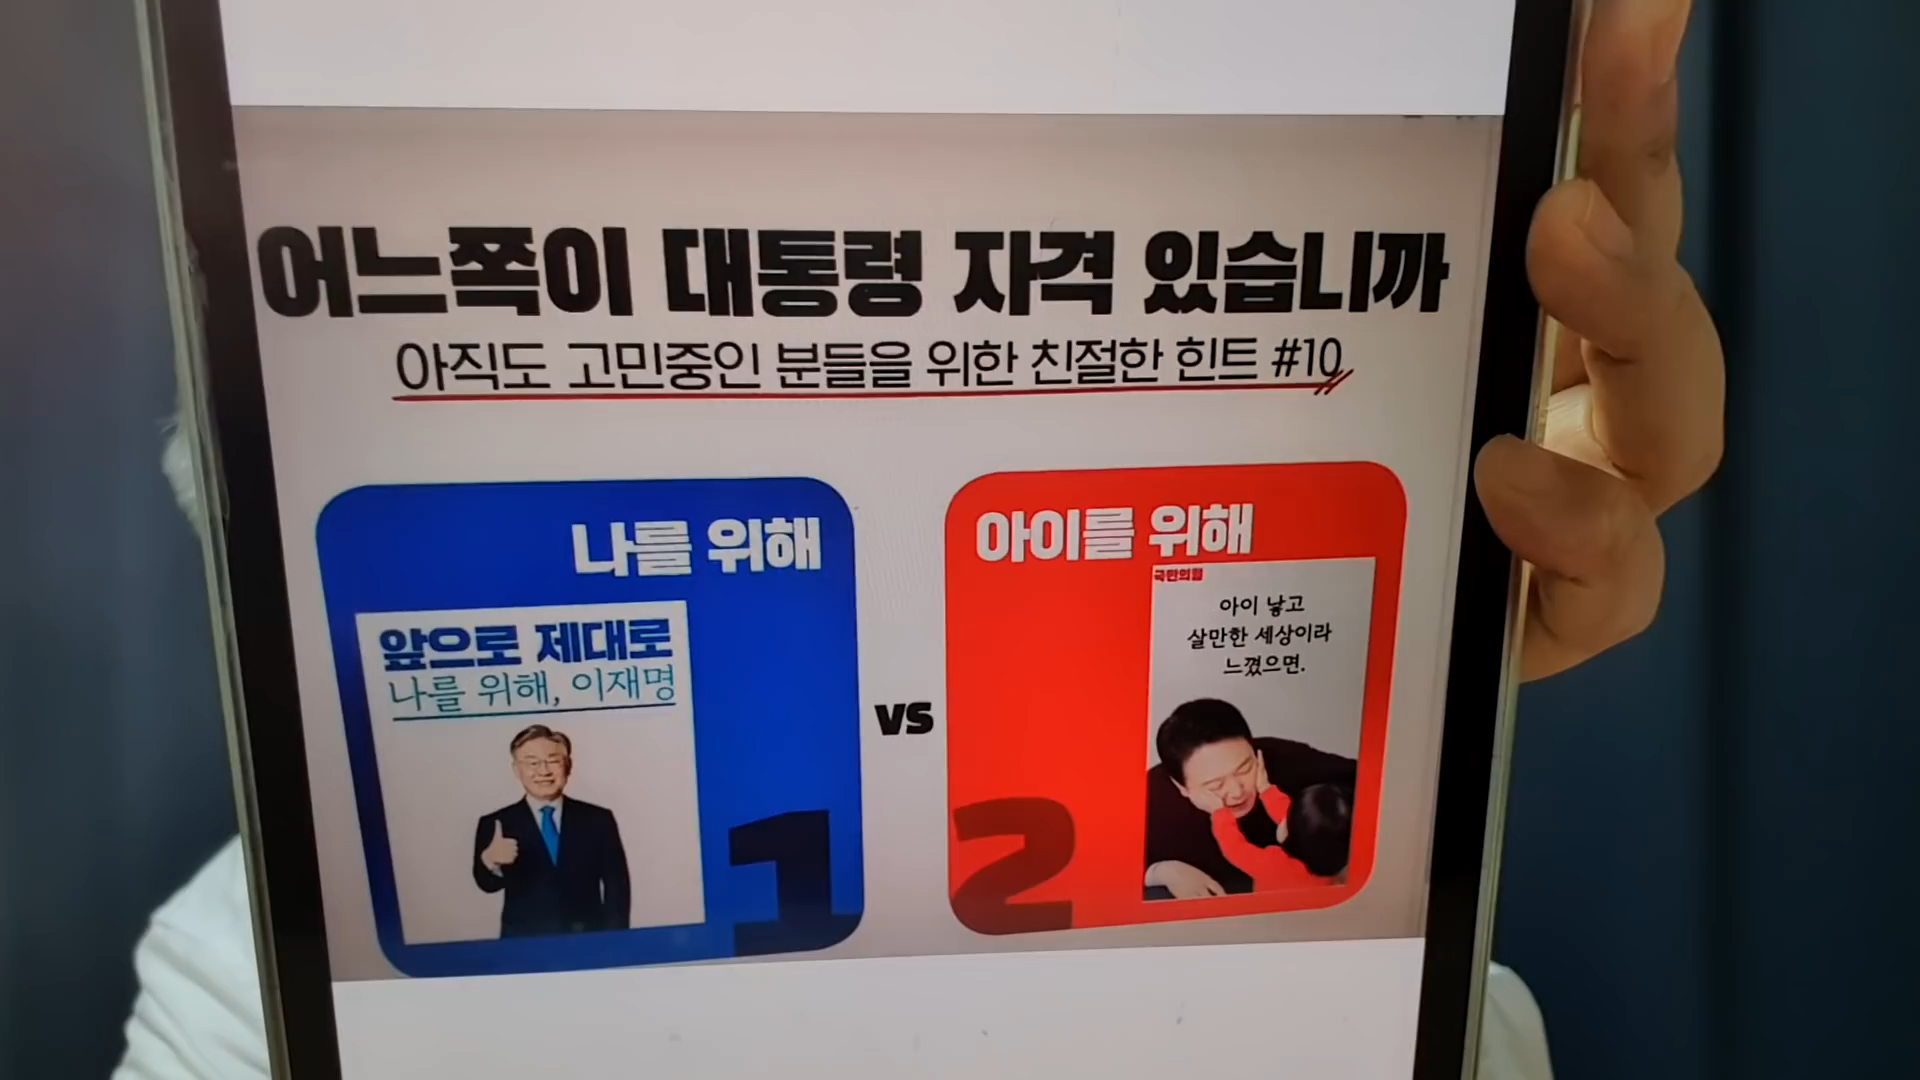 어느쪽이 대통령 자격 있습니까
아직도 고민중인 분들을 위한 친절한 힌트 #10
나를 위해
앞으로 제대로
나를 위해, 이재명
1
vs
아이를 위해
국민의힘
아이 낳고
살만한 세상이라
느꼈으면.
2